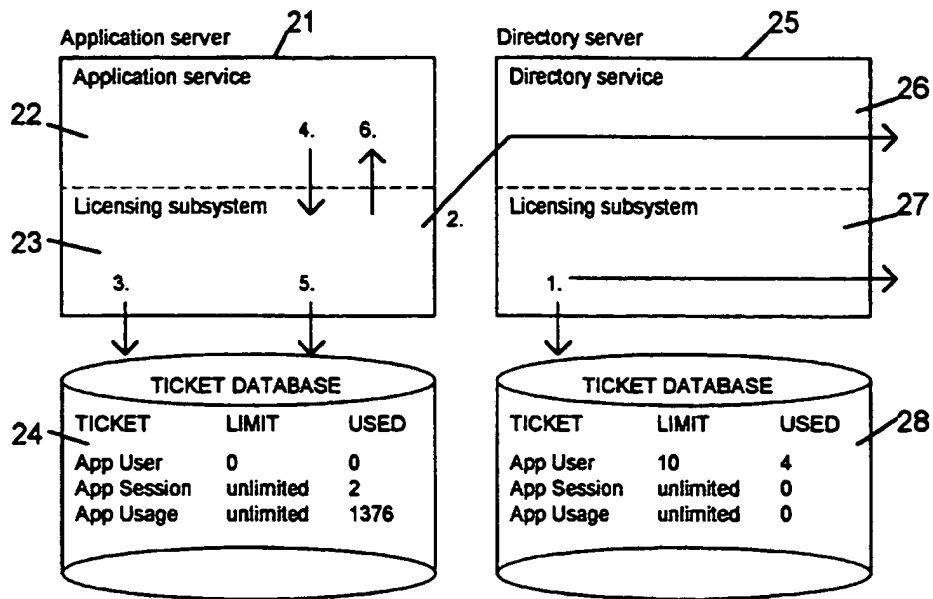 21
25
Application server
Directory server
Application service
Directory service
26
22
4. 6.
Licensing subsystem
2.
Licensing subsystem
27
23
3. 5.
1.
TICKET DATABASE
TICKET LIMIT USED
App User 0 0
App Session unlimited 2
App Usage unlimited 1376
24
TICKET DATABASE
TICKET LIMIT USED
App User 10 4
App Session unlimited 0
App Usage unlimited 0
28